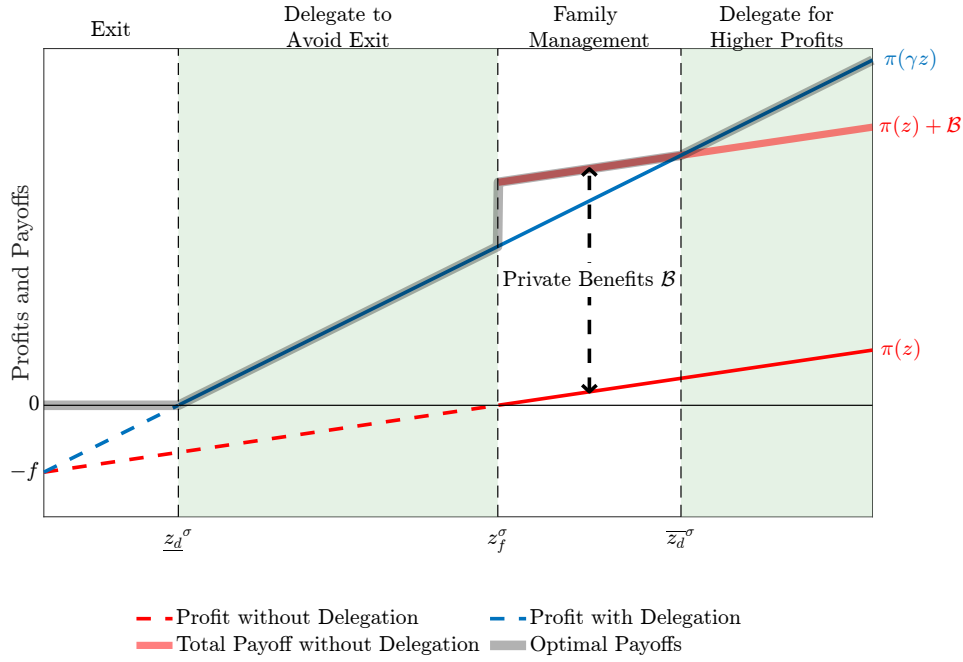 Exit
Delegate to
Avoid Exit
Family
Management
Delegate for
Higher Profits
π(γz)
π(z) + ℬ
Profits and Payoffs
Private Benefits ℬ
π(z)
0
−f
z_d^σ
z_f^σ
z_d^σ
Profit without Delegation
Profit with Delegation
Total Payoff without Delegation
Optimal Payoffs